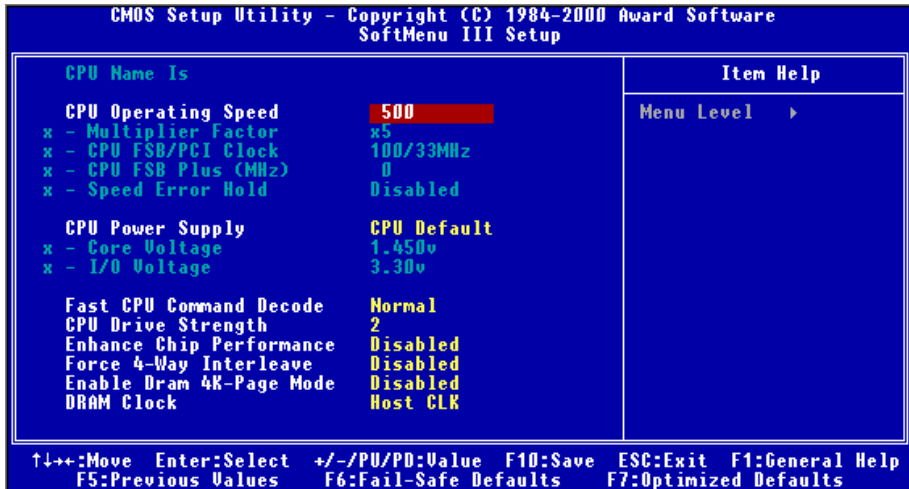 CMOS Setup Utility - Copyright (C) 1984-2000 Award Software
SoftMenu III Setup
CPU Name Is
Item Help
CPU Operating Speed 500
Menu Level ▸
x - Multiplier Factor x5
x - CPU FSB/PCI Clock 100/33MHz
x - CPU FSB Plus (MHz) 0
x - Speed Error Hold Disabled
CPU Power Supply CPU Default
x - Core Voltage 1.450v
x - I/O Voltage 3.30v
Fast CPU Command Decode Normal
CPU Drive Strength 2
Enhance Chip Performance Disabled
Force 4-Way Interleave Disabled
Enable Dram 4K-Page Mode Disabled
DRAM Clock Host CLK
↑↓→←:Move Enter:Select +/-/PU/PD:Value F10:Save ESC:Exit F1:General Help
F5:Previous Values F6:Fail-Safe Defaults F7:Optimized Defaults